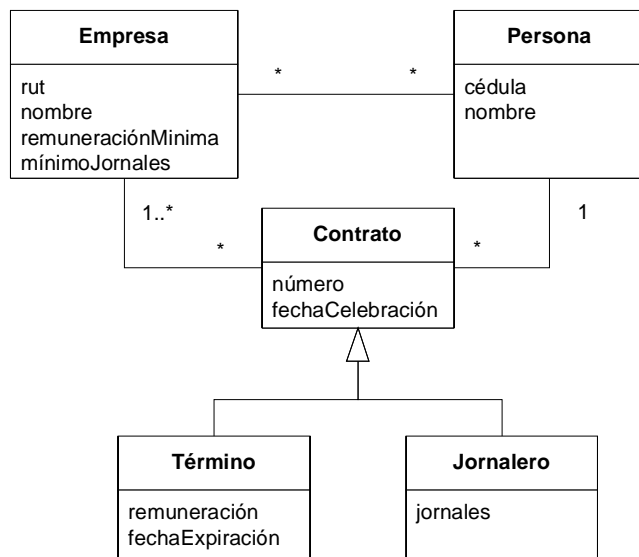 Empresa
rut
nombre
remuneraciónMinima
mínimoJornales
* *
Persona
cédula
nombre
1..*
*
Contrato
número
fechaCelebración
*
1
Término
remuneración
fechaExpiración
Jornalero
jornales